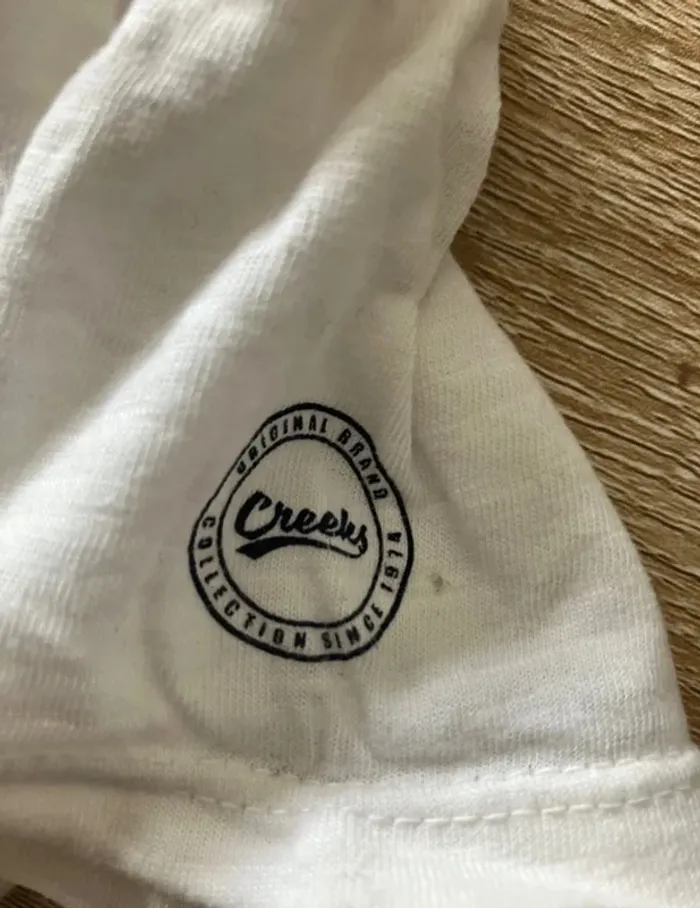 ORIGINAL BRAND
Creeks
COLLECTION SINCE 1974